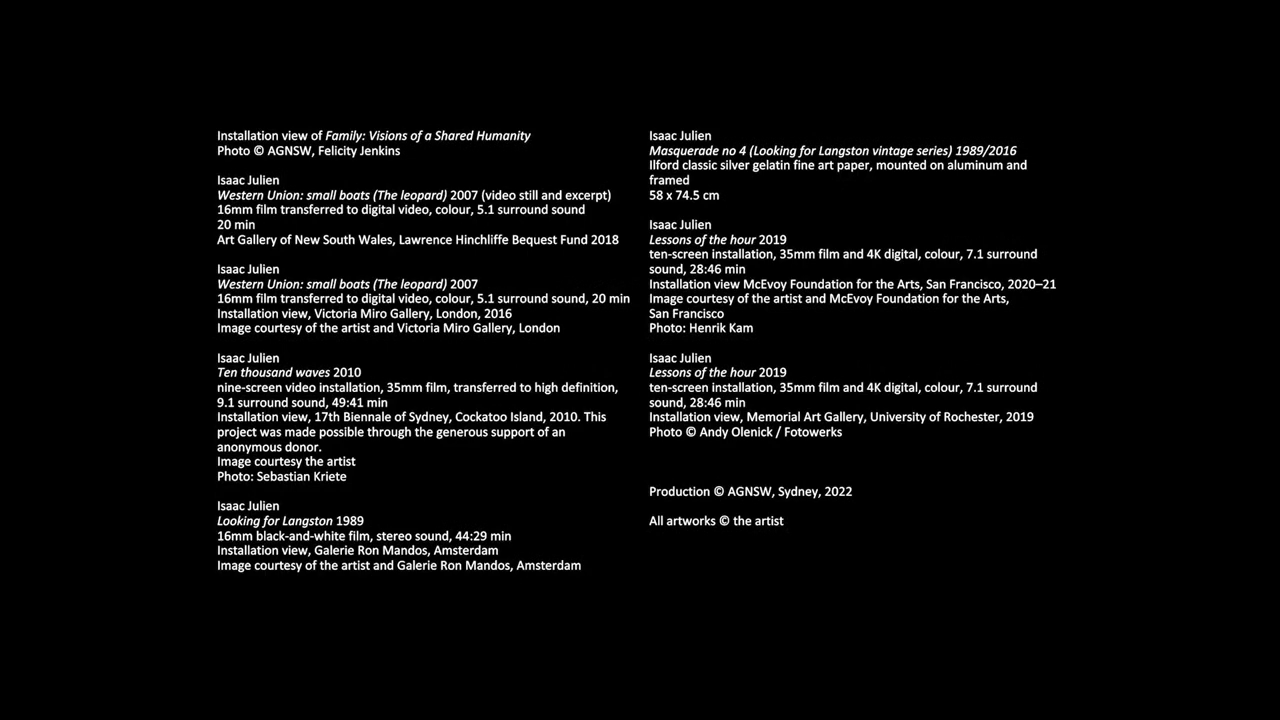 Installation view of Family: Visions of a Shared Humanity
Photo © AGNSW, Felicity Jenkins
Isaac Julien
Western Union: small boats (The leopard) 2007 (video still and excerpt)
16mm film transferred to digital video, colour, 5.1 surround sound
20 min
Art Gallery of New South Wales, Lawrence Hinchliffe Bequest Fund 2018
Isaac Julien
Western Union: small boats (The leopard) 2007
16mm film transferred to digital video, colour, 5.1 surround sound, 20 min
Installation view, Victoria Miro Gallery, London, 2016
Image courtesy of the artist and Victoria Miro Gallery, London
Isaac Julien
Ten thousand waves 2010
nine-screen video installation, 35mm film, transferred to high definition,
9.1 surround sound, 49:41 min
Installation view, 17th Biennale of Sydney, Cockatoo Island, 2010. This
project was made possible through the generous support of an
anonymous donor.
Image courtesy the artist
Photo: Sebastian Kriete
Isaac Julien
Looking for Langston 1989
16mm black-and-white film, stereo sound, 44:29 min
Installation view, Galerie Ron Mandos, Amsterdam
Image courtesy of the artist and Galerie Ron Mandos, Amsterdam
Isaac Julien
Masquerade no 4 (Looking for Langston vintage series) 1989/2016
Ilford classic silver gelatin fine art paper, mounted on aluminum and
framed
58 x 74.5 cm
Isaac Julien
Lessons of the hour 2019
ten-screen installation, 35mm film and 4K digital, colour, 7.1 surround
sound, 28:46 min
Installation view McEvoy Foundation for the Arts, San Francisco, 2020–21
Image courtesy of the artist and McEvoy Foundation for the Arts,
San Francisco
Photo: Henrik Kam
Isaac Julien
Lessons of the hour 2019
ten-screen installation, 35mm film and 4K digital, colour, 7.1 surround
sound, 28:46 min
Installation view, Memorial Art Gallery, University of Rochester, 2019
Photo © Andy Olenick / Fotowerks
Production © AGNSW, Sydney, 2022
All artworks © the artist